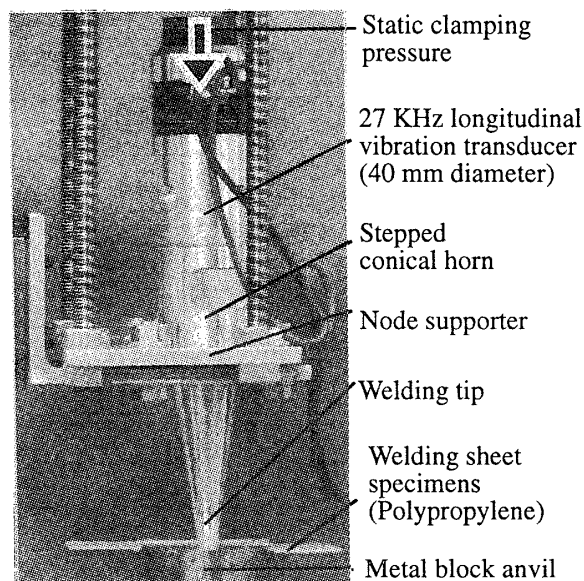 Static clamping
pressure
27 KHz longitudinal
vibration transducer
(40 mm diameter)
Stepped
conical horn
Node supporter
Welding tip
Welding sheet
specimens
(Polypropylene)
Metal block anvil